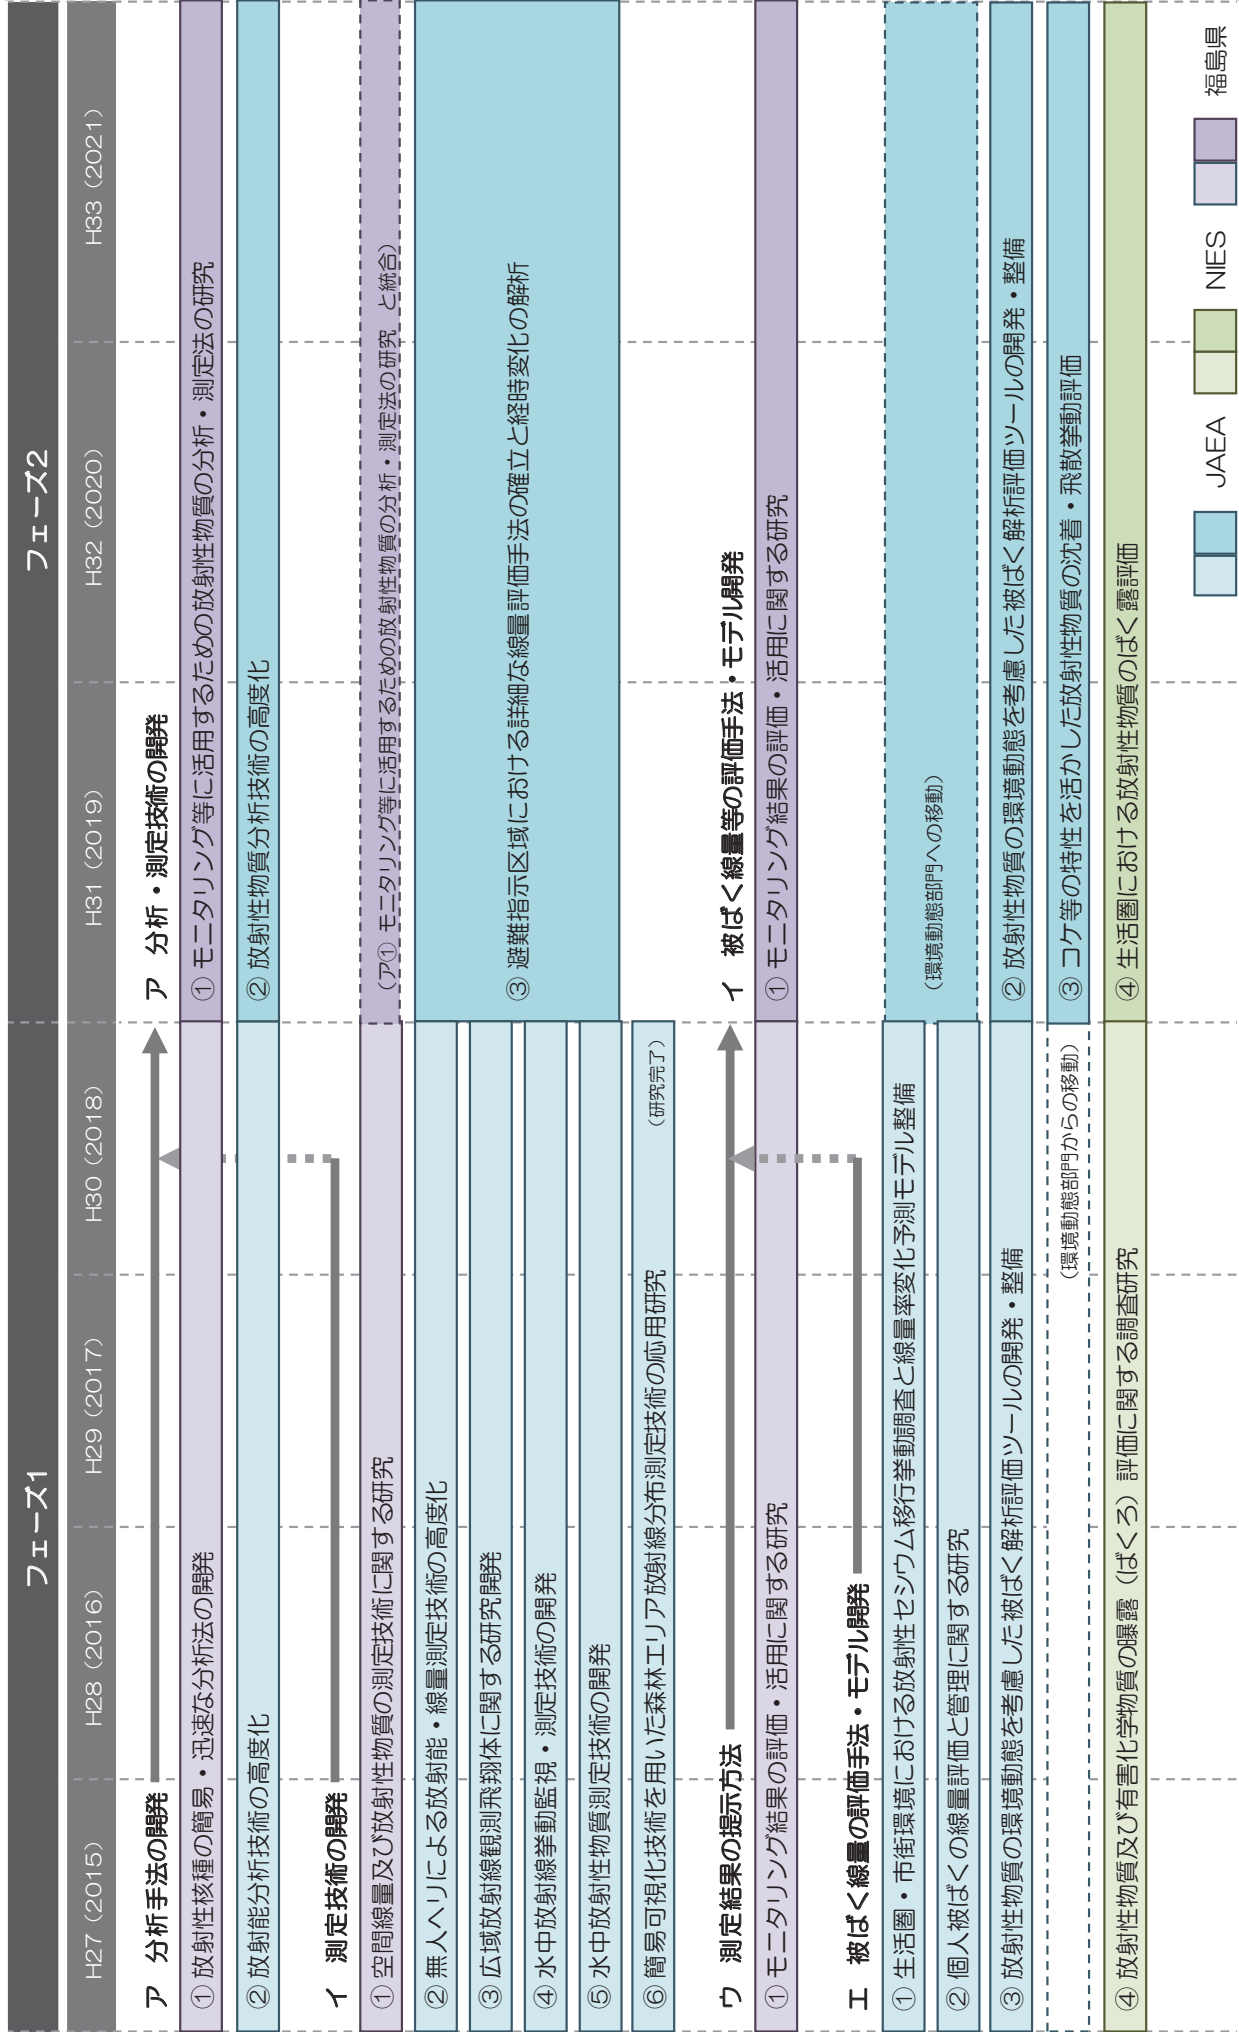 フェーズ1
フェーズ2
H27（2015）
H28（2016）
H29（2017）
H30（2018）
H31（2019）
H32（2020）
H33（2021）
ア　分析手法の開発
ア　分析・測定技術の開発
① 放射性核種の簡易・迅速な分析法の開発
① モニタリング等に活用するための放射性物質の分析・測定法の研究
② 放射能分析技術の高度化
② 放射性物質分析技術の高度化
イ　測定技術の開発
① 空間線量及び放射性物質の測定技術に関する研究
（ア① モニタリング等に活用するための放射性物質の分析・測定法の研究　と統合）
② 無人ヘリによる放射能・線量測定技術の高度化
③ 広域放射線観測飛翔体に関する研究開発
④ 水中放射線挙動監視・測定技術の開発
⑤ 水中放射性物質測定技術の開発
③ 避難指示区域における詳細な線量評価手法の確立と経時変化の解析
⑥ 簡易可視化技術を用いた森林エリア放射線分布測定技術の応用研究
（研究完了）
ウ　測定結果の提示方法
イ　被ばく線量等の評価手法・モデル開発
① モニタリング結果の評価・活用に関する研究
① モニタリング結果の評価・活用に関する研究
エ　被ばく線量の評価手法・モデル開発
① 生活圏・市街環境における放射性セシウム移行挙動調査と線量率変化予測モデル整備
（環境動態部門への移動）
② 個人被ばくの線量評価と管理に関する研究
③ 放射性物質の環境動態を考慮した被ばく解析評価ツールの開発・整備
② 放射性物質の環境動態を考慮した被ばく解析評価ツールの開発・整備
（環境動態部門からの移動）
③ コケ等の特性を活かした放射性物質の沈着・飛散挙動評価
④ 放射性物質及び有害化学物質の曝露（ばくろ）評価に関する調査研究
④ 生活圏における放射性物質のばく露評価
JAEA
NIES
福島県